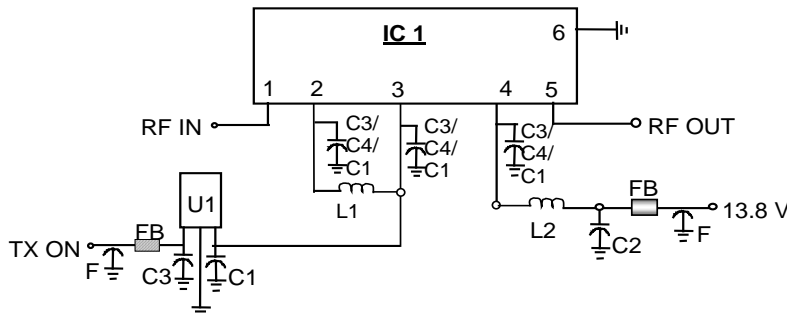 IC 1
6
1 2 3 4 5
RF IN
C3/
C4/
C1
C3/
C4/
C1
C3/
C4/
C1
RF OUT
U1
L1
FB
13.8 V
FB
L2
F
TX ON
C2
F
C3
C1